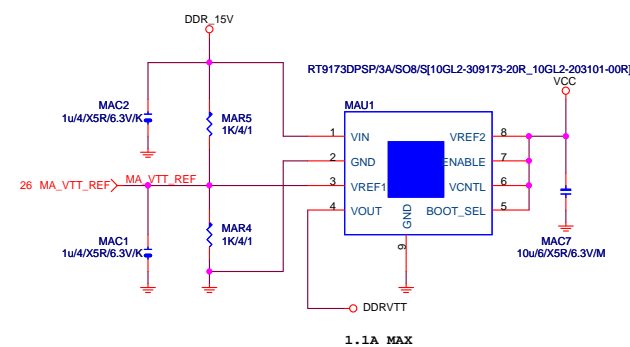 DDR_15V
RT9173DPSP/3A/SO8/S[10GL2-309173-20R_10GL2-203101-00R]
VCC
MAC2
1u/4/X5R/6.3V/K
MAR5
1K/4/1
MAU1
1 VIN VREF2 8
2 GND ENABLE 7
3 VREF1 VCNTL 6
4 VOUT BOOT_SEL 5
GND
9
26 MA_VTT_REF MA_VTT_REF
MAC1
1u/4/X5R/6.3V/K
MAR4
1K/4/1
MAC7
10u/6/X5R/6.3V/M
DDRVTT
1.1A MAX